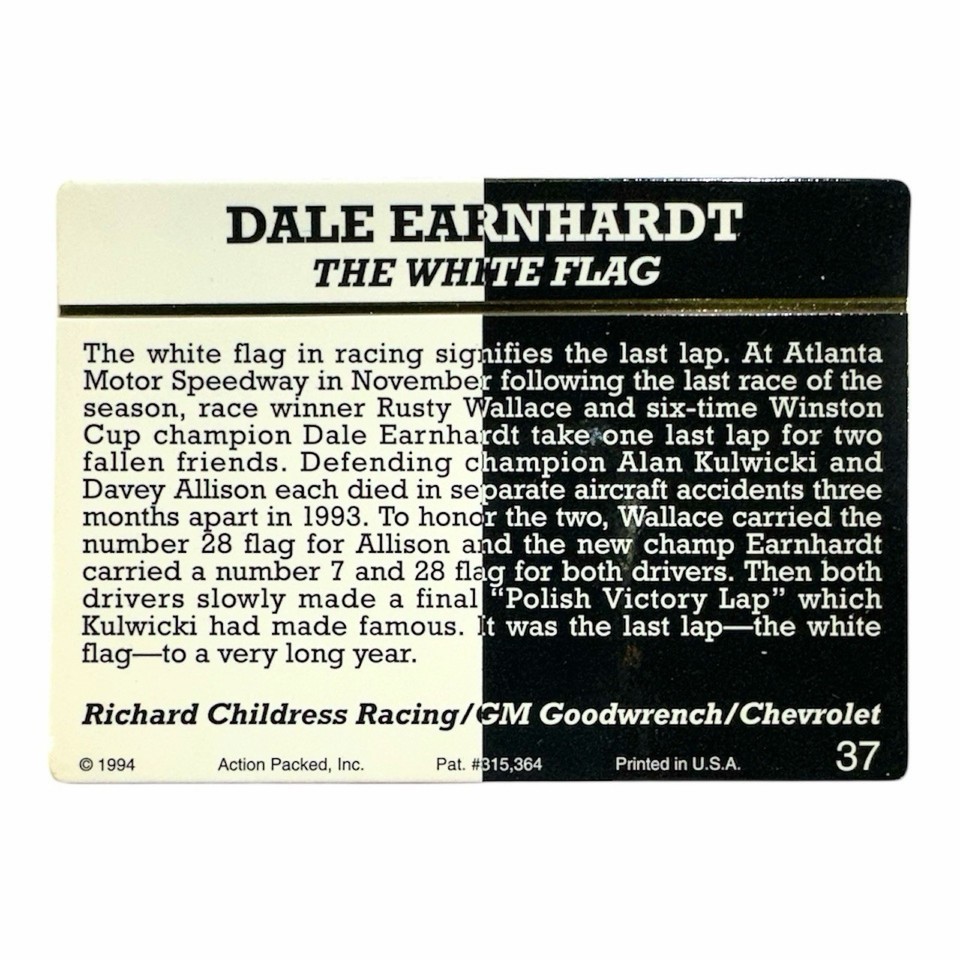 DALE EARNHARDT
THE WHITE FLAG
The white flag in racing signifies the last lap. At Atlanta
Motor Speedway in November following the last race of the
season, race winner Rusty Wallace and six-time Winston
Cup champion Dale Earnhardt take one last lap for two
fallen friends. Defending champion Alan Kulwicki and
Davey Allison each died in separate aircraft accidents three
months apart in 1993. To honor the two, Wallace carried the
number 28 flag for Allison and the new champ Earnhardt
carried a number 7 and 28 flag for both drivers. Then both
drivers slowly made a final “Polish Victory Lap” which
Kulwicki had made famous. It was the last lap—the white
flag—to a very long year.
Richard Childress Racing/GM Goodwrench/Chevrolet
© 1994 Action Packed, Inc. Pat. #315,364 Printed in U.S.A. 37